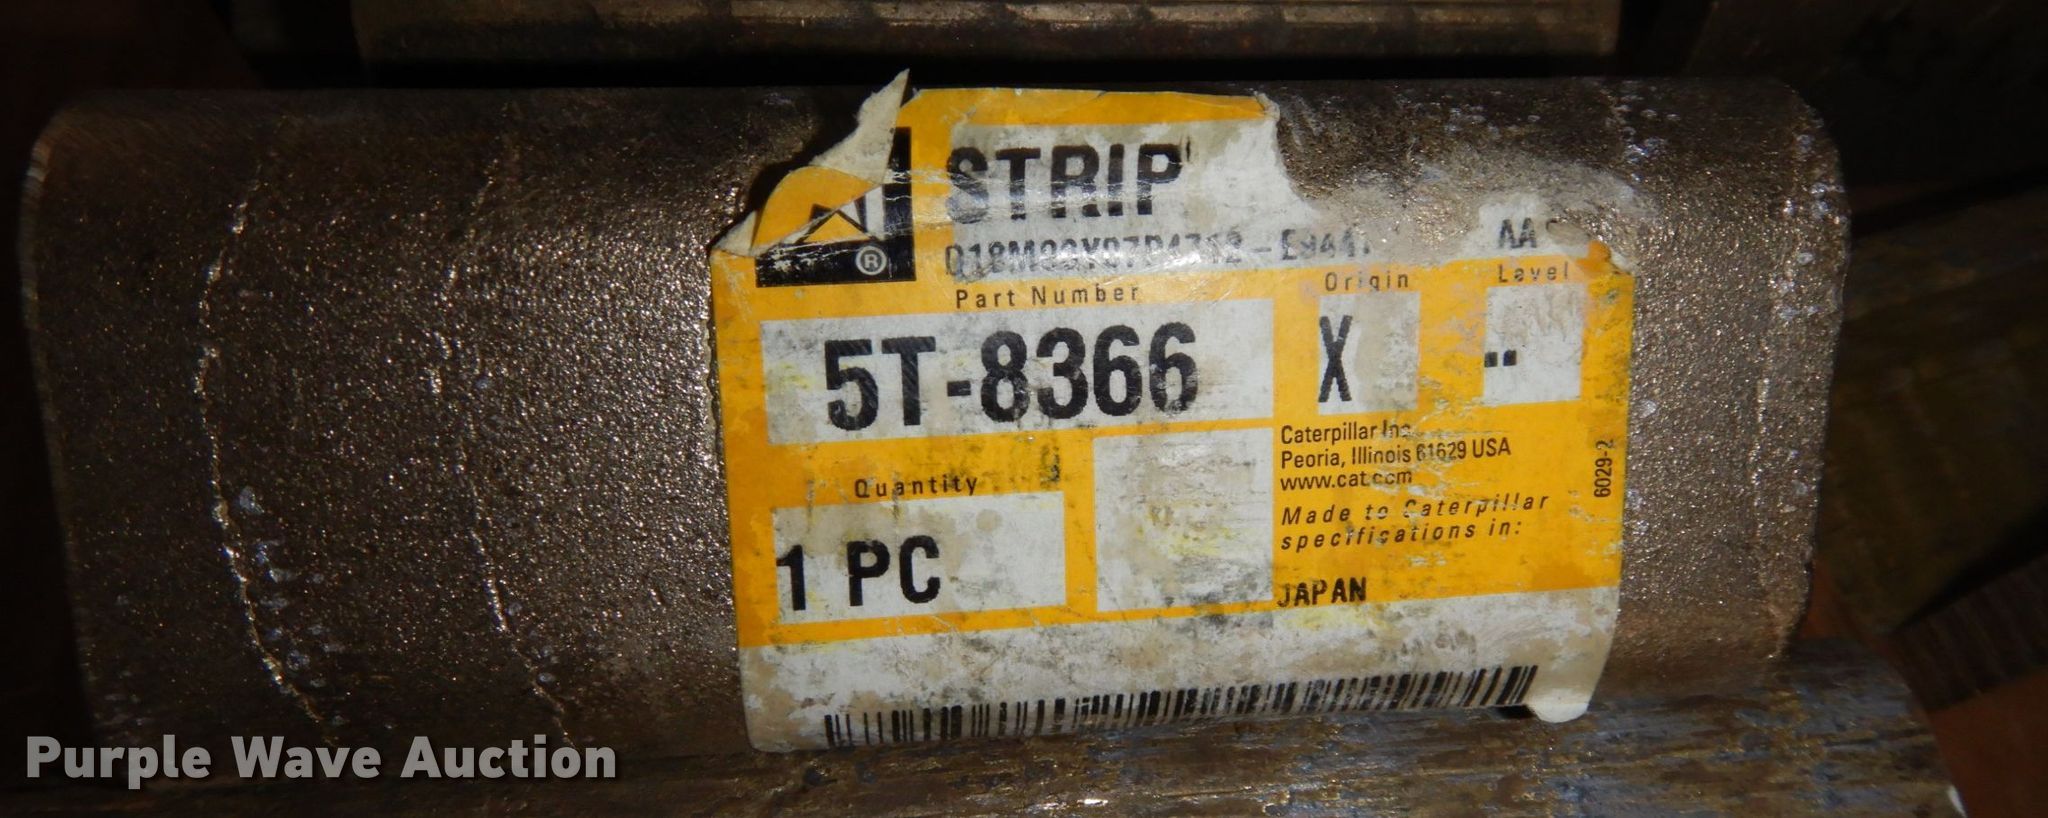 STRIP
AA
®
Part Number
Origin
Level
5T-8366
X
--
Caterpillar Inc.
Peoria, Illinois 61629 USA
www.cat.com
6029-2
Quantity
Made to Caterpillar
specifications in:
1 PC
JAPAN
Purple Wave Auction